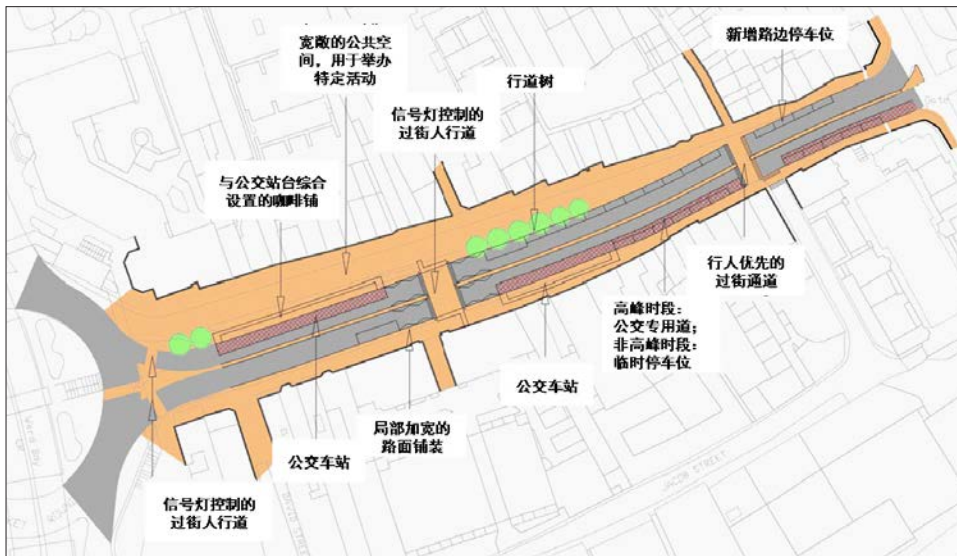 宽敞的公共空
间，用于举办
特定活动
新增路边停车位
行道树
信号灯控制的
过街人行道
与公交站台综合
设置的咖啡铺
行人优先的
过街通道
高峰时段：
公交专用道；
非高峰时段：
临时停车位
公交车站
局部加宽的
路面铺装
公交车站
信号灯控制的
过街人行道
JACOB STREET